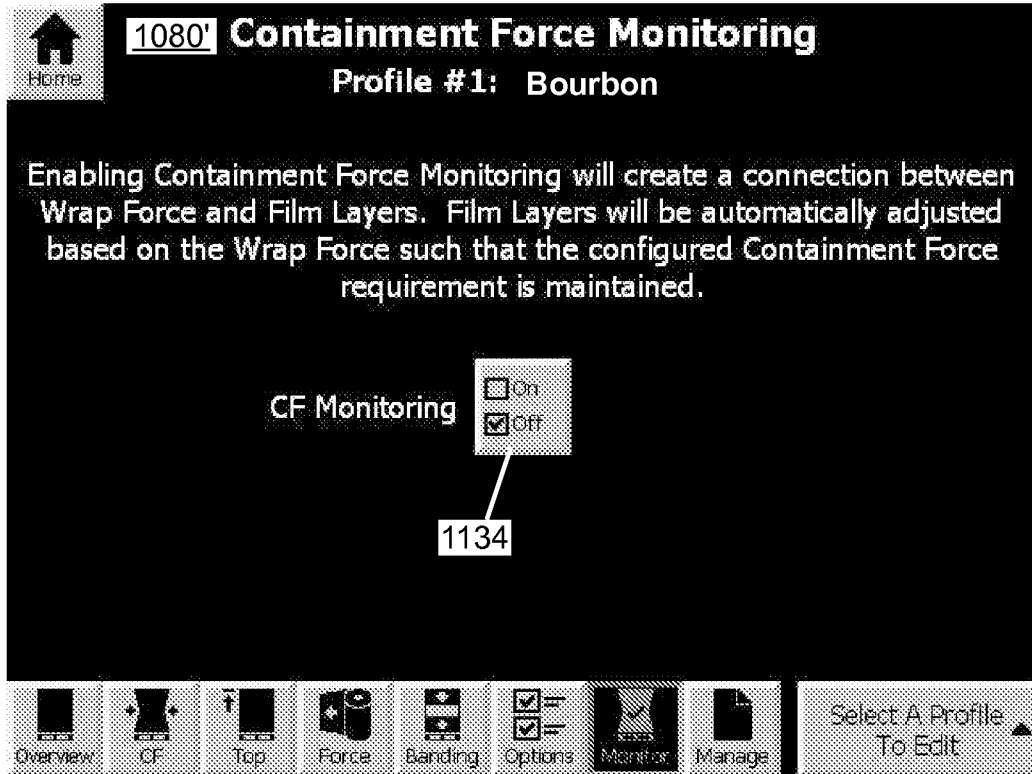 Home
1080' Containment Force Monitoring
Profile #1: Bourbon
Enabling Containment Force Monitoring will create a connection between
Wrap Force and Film Layers. Film Layers will be automatically adjusted
based on the Wrap Force such that the configured Containment Force
requirement is maintained.
CF Monitoring
On
Off
1134
Overview CF Top Force Banding Options Monitor Manage
Select A Profile
To Edit